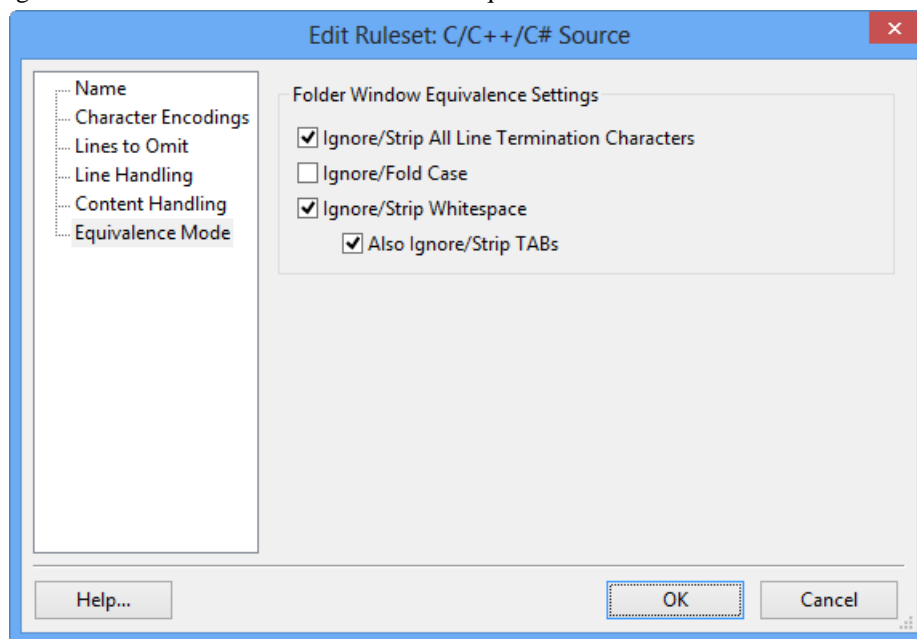 Edit Ruleset: C/C++/C# Source
Name
Character Encodings
Lines to Omit
Line Handling
Content Handling
Equivalence Mode
Folder Window Equivalence Settings
Ignore/Strip All Line Termination Characters
Ignore/Fold Case
Ignore/Strip Whitespace
Also Ignore/Strip TABs
Help...
OK
Cancel